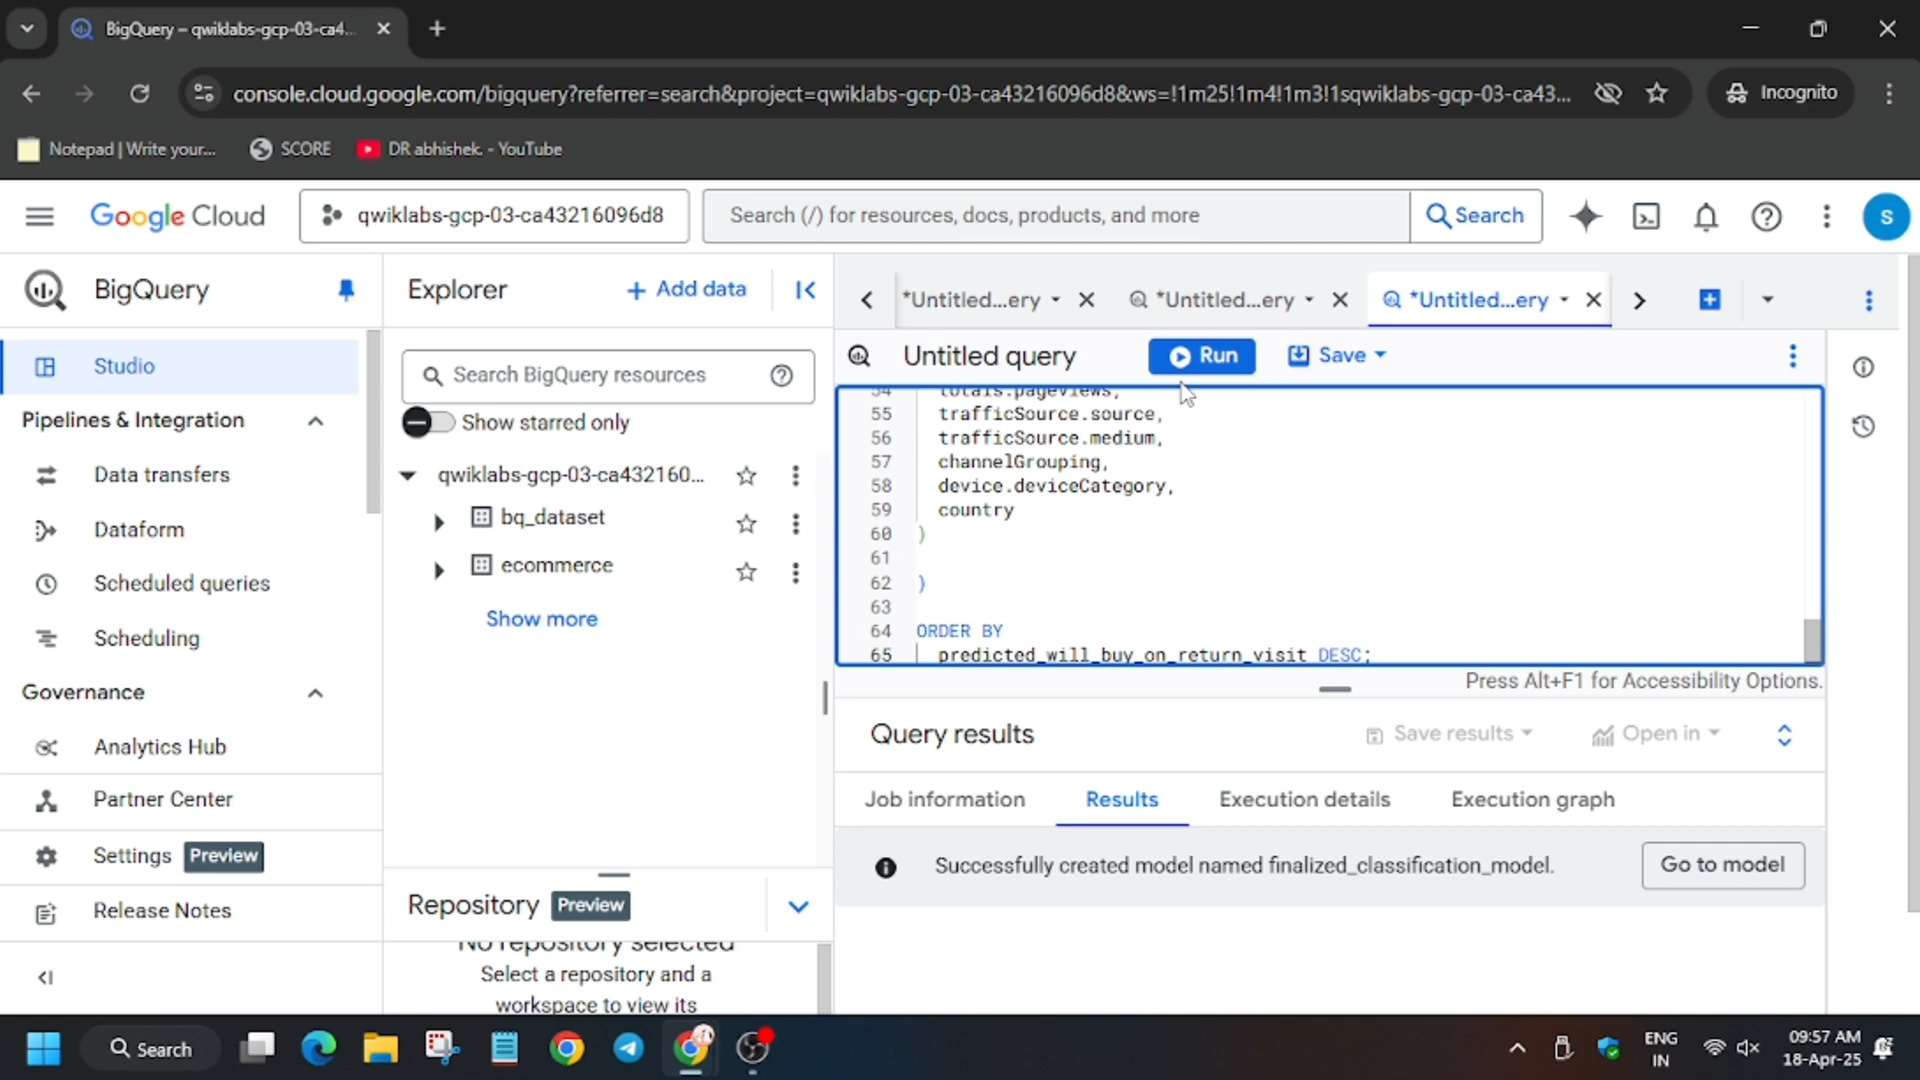 BigQuery – qwiklabs-gcp-03-ca4...
console.cloud.google.com/bigquery?referrer=search&project=qwiklabs-gcp-03-ca43216096d8&ws=!1m25!1m4!1m3!1sqwiklabs-gcp-03-ca43...
Incognito
Notepad | Write your...
SCORE
DR abhishek. - YouTube
Google Cloud
qwiklabs-gcp-03-ca43216096d8
Search (/) for resources, docs, products, and more
Search
S
BigQuery
Studio
Pipelines & Integration
Data transfers
Dataform
Scheduled queries
Scheduling
Governance
Analytics Hub
Partner Center
Settings Preview
Release Notes
Explorer
+ Add data
Search BigQuery resources
Show starred only
qwiklabs-gcp-03-ca432160...
bq_dataset
ecommerce
Show more
Repository Preview
No repository selected
Select a repository and a
workspace to view its
*Untitled...ery
*Untitled...ery
*Untitled...ery
Untitled query
Run
Save
54 totals.pageviews,
55 trafficSource.source,
56 trafficSource.medium,
57 channelGrouping,
58 device.deviceCategory,
59 country
60 )
61
62 )
63
64 ORDER BY
65 predicted_will_buy_on_return_visit DESC;
Press Alt+F1 for Accessibility Options.
Query results
Save results
Open in
Job information
Results
Execution details
Execution graph
Successfully created model named finalized_classification_model.
Go to model
Search
ENG
IN
09:57 AM
18-Apr-25